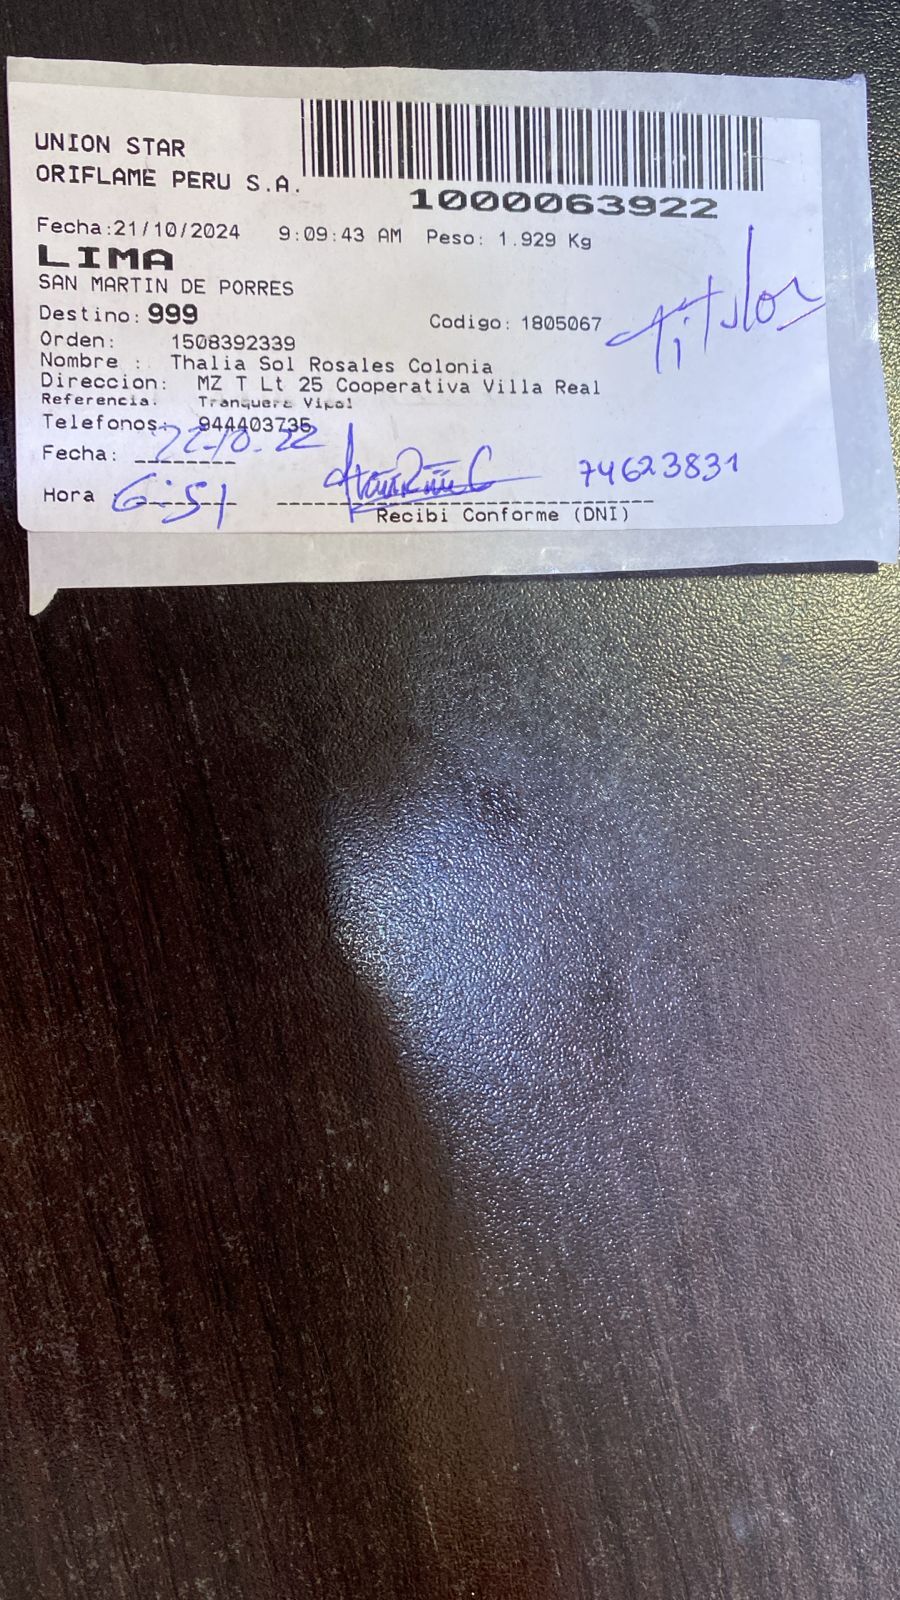 UNION STAR
ORIFLAME PERU S.A.
1000063922
Fecha:21/10/2024 9:09:43 AM Peso: 1.929 Kg
LIMA
SAN MARTIN DE PORRES
Destino: 999 Codigo: 1805067
Titular
Orden: 1508392339
Nombre : Thalia Sol Rosales Colonia
Direccion: MZ T Lt 25 Cooperativa Villa Real
Referencia: Tranquera Vipol
Telefonos: 944403735
Fecha: 22-10-22
74623831
Hora 6:51
Recibi Conforme (DNI)